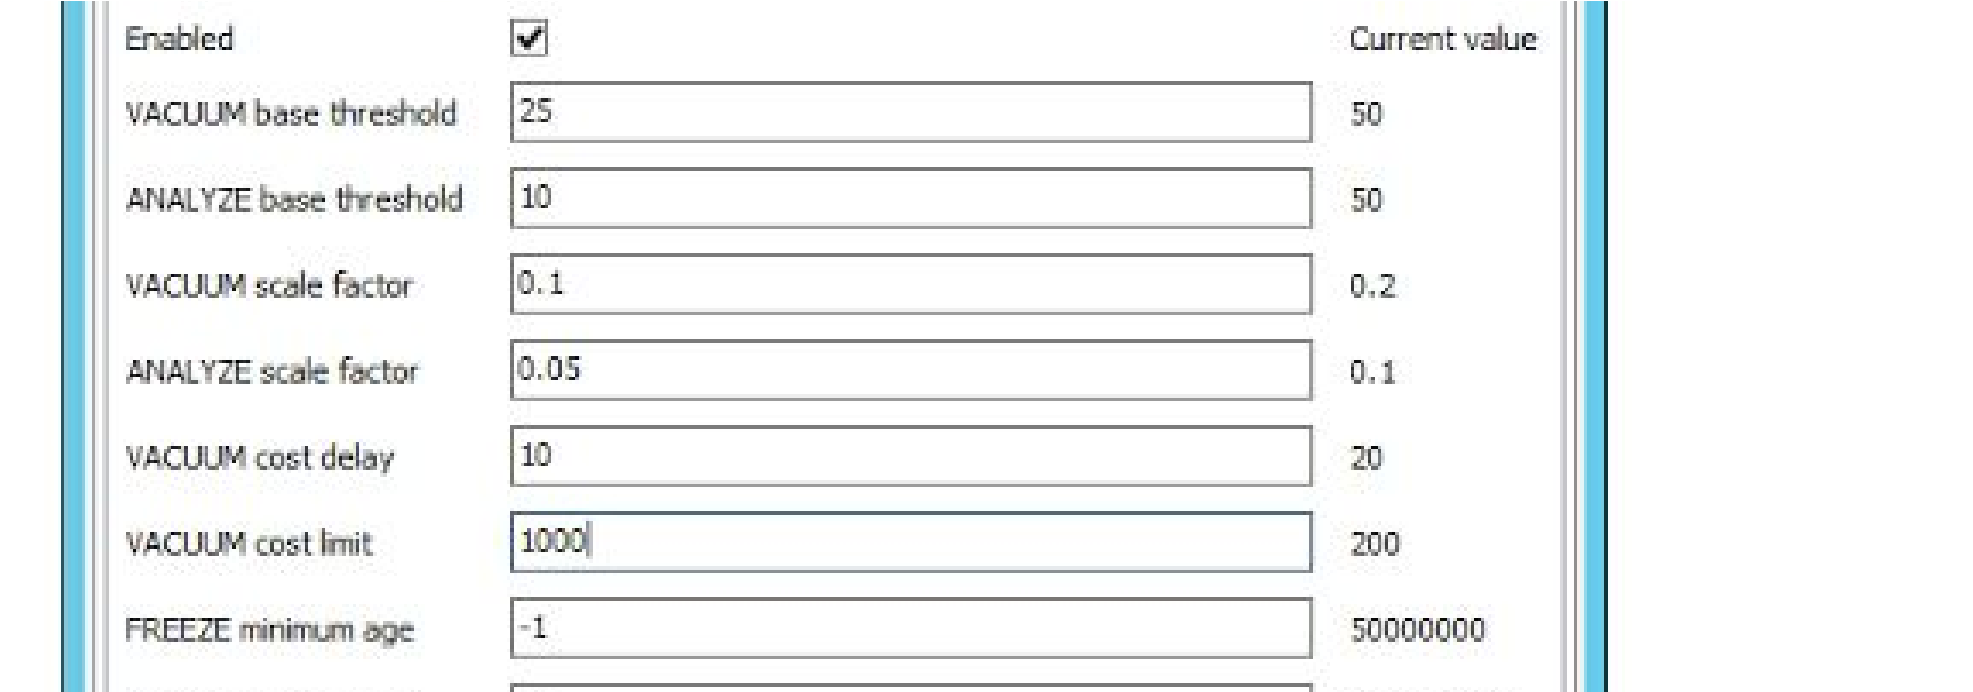 Enabled Current value
VACUUM base threshold 25 50
ANALYZE base threshold 10 50
VACUUM scale factor 0.1 0.2
ANALYZE scale factor 0.05 0.1
VACUUM cost delay 10 20
VACUUM cost limit 1000 200
FREEZE minimum age -1 50000000